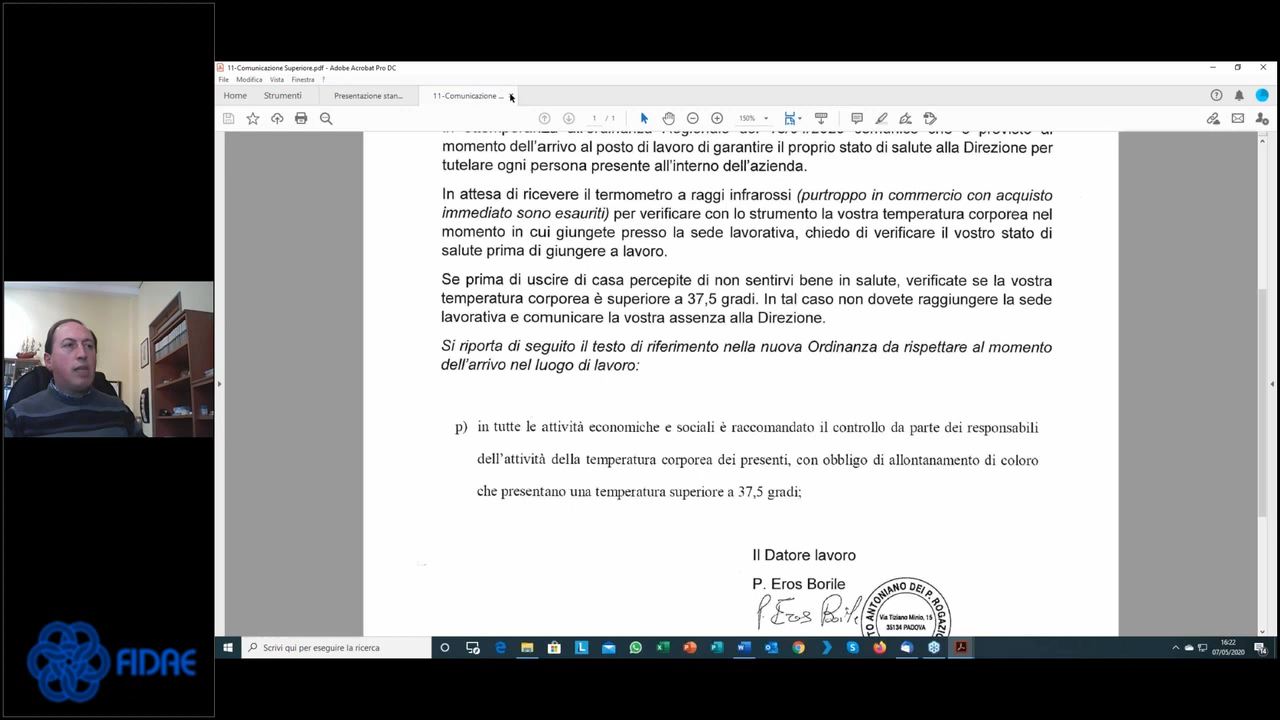 11-Comunicazione Superiore.pdf - Adobe Acrobat Pro DC
File Modifica Vista Finestra ?
Home Strumenti Presentazione stan... 11-Comunicazione ...
1 / 1 150%
momento dell'arrivo al posto di lavoro di garantire il proprio stato di salute alla Direzione per
tutelare ogni persona presente all'interno dell'azienda.
In attesa di ricevere il termometro a raggi infrarossi (purtroppo in commercio con acquisto
immediato sono esauriti) per verificare con lo strumento la vostra temperatura corporea nel
momento in cui giungete presso la sede lavorativa, chiedo di verificare il vostro stato di
salute prima di giungere a lavoro.
Se prima di uscire di casa percepite di non sentirvi bene in salute, verificate se la vostra
temperatura corporea è superiore a 37,5 gradi. In tal caso non dovete raggiungere la sede
lavorativa e comunicare la vostra assenza alla Direzione.
Si riporta di seguito il testo di riferimento nella nuova Ordinanza da rispettare al momento
dell'arrivo nel luogo di lavoro:
p) in tutte le attività economiche e sociali è raccomandato il controllo da parte dei responsabili
dell'attività della temperatura corporea dei presenti, con obbligo di allontanamento di coloro
che presentano una temperatura superiore a 37,5 gradi;
Il Datore lavoro
P. Eros Borile
P. Eros Borile
ANTONIANO DEI P. ROGAZIO
Via Tiziano Minio, 15
35134 PADOVA
Scrivi qui per eseguire la ricerca
16:22
07/05/2020
FIDAE